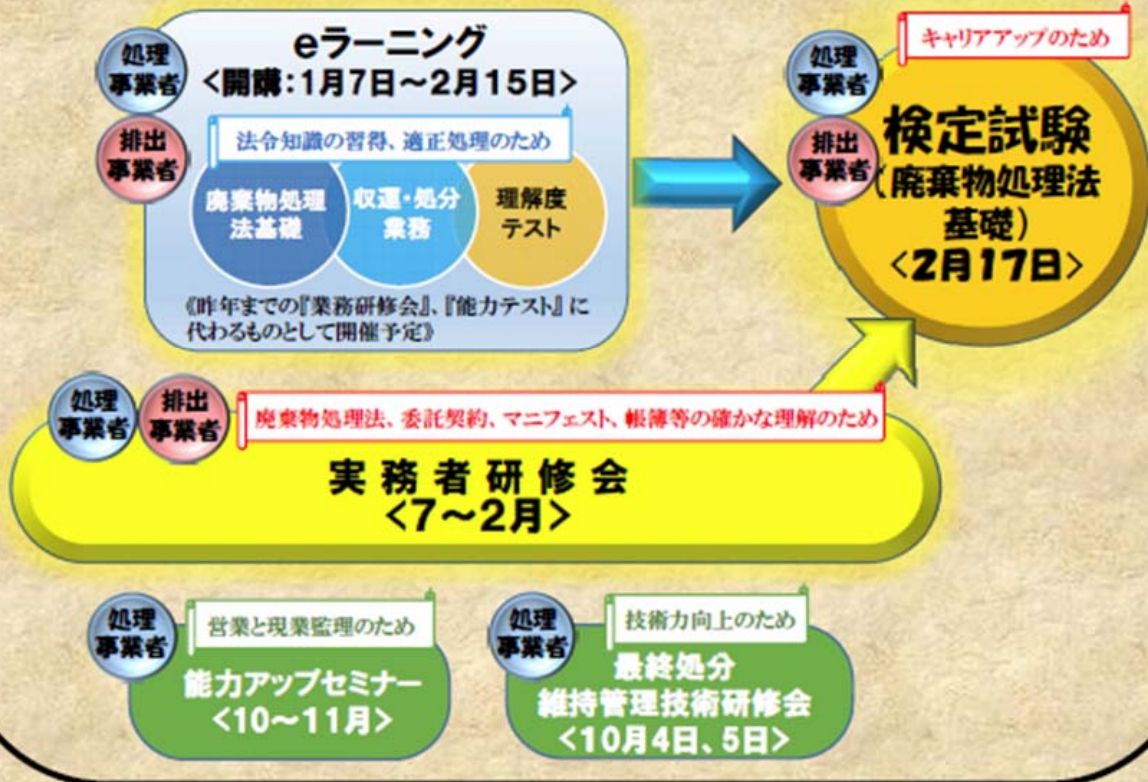 処理
事業者
排出
事業者
eラーニング
<開講:1月7日~2月15日>
法令知識の習得、適正処理のため
廃棄物処理
法基礎
収運・処分
業務
理解度
テスト
《昨年までの『業務研修会』、『能力テスト』に
代わるものとして開催予定》
処理
事業者
排出
事業者
キャリアアップのため
検定試験
(廃棄物処理法
基礎)
<2月17日>
処理
事業者
排出
事業者
廃棄物処理法、委託契約、マニフェスト、帳簿等の確かな理解のため
実務者研修会
<7~2月>
処理
事業者
営業と現業監理のため
能力アップセミナー
<10~11月>
処理
事業者
技術力向上のため
最終処分
維持管理技術研修会
<10月4日、5日>